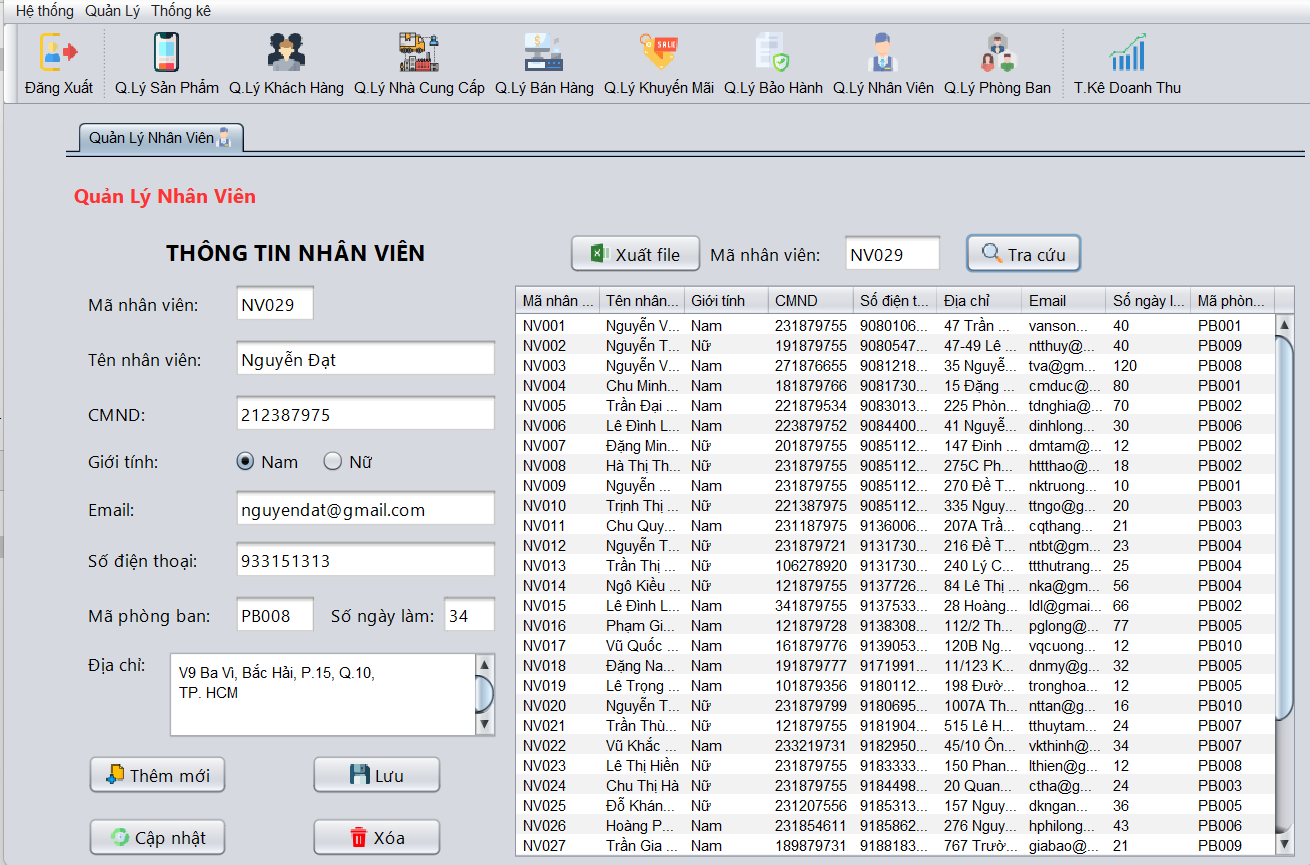 Hệ thống Quản Lý Thống kê
Đăng Xuất Q.Lý Sản Phẩm Q.Lý Khách Hàng Q.Lý Nhà Cung Cấp Q.Lý Bán Hàng Q.Lý Khuyến Mãi Q.Lý Bảo Hành Q.Lý Nhân Viên Q.Lý Phòng Ban T.Kê Doanh Thu
Quản Lý Nhân Viên
Quản Lý Nhân Viên
THÔNG TIN NHÂN VIÊN
Mã nhân viên: NV029
Tên nhân viên: Nguyễn Đạt
CMND: 212387975
Giới tính: Nam Nữ
Email: nguyendat@gmail.com
Số điện thoại: 933151313
Mã phòng ban: PB008 Số ngày làm: 34
Địa chỉ: V9 Ba Vì, Bắc Hải, P.15, Q.10,
TP. HCM
Thêm mới Lưu
Cập nhật Xóa
Xuất file Mã nhân viên: NV029 Tra cứu
Mã nhân ... Tên nhân... Giới tính CMND Số điện t... Địa chỉ Email Số ngày l... Mã phòn...
NV001 Nguyễn V... Nam 231879755 9080106... 47 Trần ... vanson... 40 PB001
NV002 Nguyễn T... Nữ 191879755 9080547... 47-49 Lê ... ntthuy@... 40 PB009
NV003 Nguyễn V... Nam 271876655 9081218... 35 Nguyễ... tva@gm... 120 PB008
NV004 Chu Minh... Nam 181879766 9081730... 15 Đặng ... cmduc@... 80 PB001
NV005 Trần Đại ... Nam 221879534 9083013... 225 Phòn... tdnghia@... 70 PB002
NV006 Lê Đình L... Nam 223879752 9084400... 41 Nguyễ... dinhlong... 30 PB006
NV007 Đặng Min... Nữ 201879755 9085112... 147 Đinh ... dmtam@... 12 PB002
NV008 Hà Thị Th... Nữ 231879755 9085112... 275C Ph... httthao@... 18 PB002
NV009 Nguyễn ... Nam 231879755 9085112... 270 Đề T... nktruong... 10 PB001
NV010 Trịnh Thị ... Nữ 221387975 9085112... 335 Nguy... ttngo@g... 20 PB003
NV011 Chu Quy... Nam 231187975 9136006... 207A Trầ... cqthang... 21 PB003
NV012 Nguyễn T... Nữ 231879721 9131730... 216 Đề T... ntbt@gm... 23 PB004
NV013 Trần Thị ... Nữ 106278920 9131730... 240 Lý C... ttthutrang... 25 PB004
NV014 Ngô Kiều ... Nữ 121879755 9137726... 84 Lê Thị ... nka@gm... 56 PB004
NV015 Lê Đình L... Nam 341879755 9137533... 28 Hoàng... ldl@gmai... 66 PB002
NV016 Phạm Gi... Nam 121879728 9138308... 112/2 Th... pglong@... 77 PB005
NV017 Vũ Quốc ... Nam 161879776 9139053... 120B Ng... vqcuong... 12 PB010
NV018 Đặng Na... Nam 191879777 9171991... 11/123 K... dnmy@g... 32 PB005
NV019 Lê Trọng ... Nam 101879356 9180112... 198 Đườ... tronghoa... 12 PB005
NV020 Nguyễn T... Nữ 231879799 9180695... 1007A Th... nttan@g... 16 PB010
NV021 Trần Thù... Nữ 121879755 9181904... 515 Lê H... tthuytam... 24 PB007
NV022 Vũ Khắc ... Nam 233219731 9182950... 45/10 Ôn... vkthinh@... 34 PB007
NV023 Lê Thị Hiền Nữ 231879755 9183333... 150 Phan... lthien@g... 12 PB008
NV024 Chu Thị Hà Nữ 231879755 9184498... 20 Quan... ctha@g... 24 PB003
NV025 Đỗ Khán... Nữ 231207556 9185313... 157 Nguy... dkngan... 36 PB005
NV026 Hoàng P... Nam 231854611 9185862... 276 Nguy... hphilong... 43 PB006
NV027 Trần Gia ... Nam 189879731 9188183... 767 Trườ... giabao@... 21 PB009